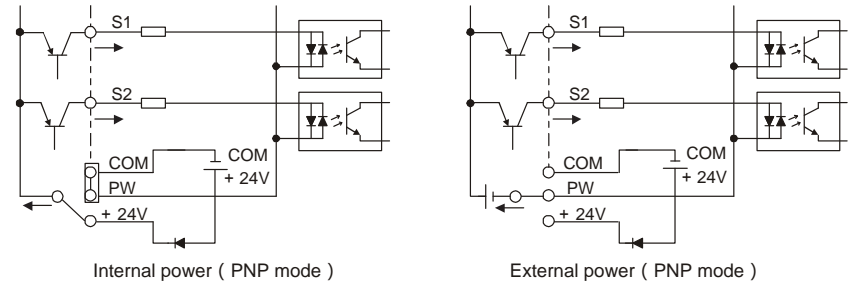 S1
S2
COM
COM
+ 24V
PW
+ 24V
Internal power ( PNP mode )
S1
S2
COM
COM
+ 24V
PW
+ 24V
External power ( PNP mode )